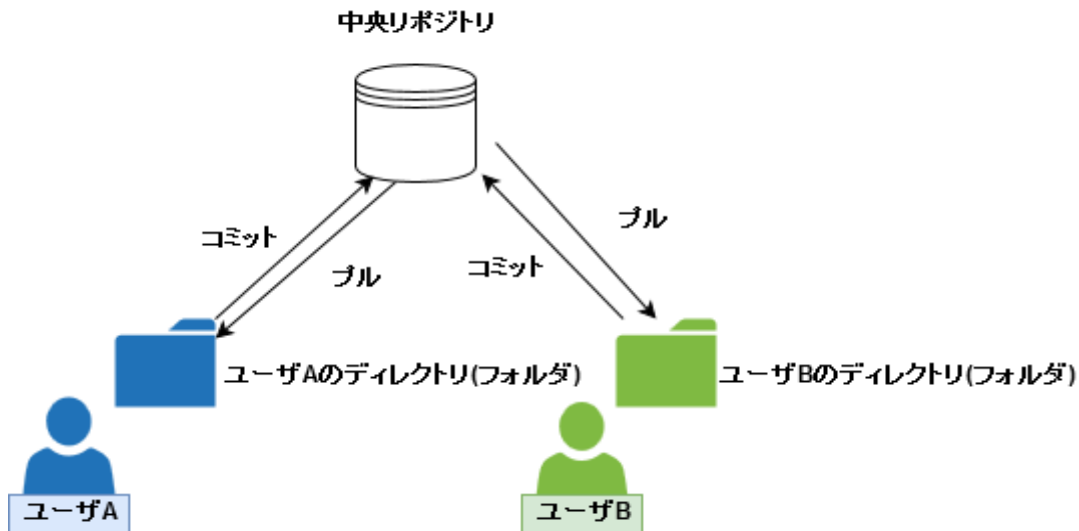 中央リポジトリ
コミット
プル
コミット
プル
ユーザAのディレクトリ(フォルダ)
ユーザBのディレクトリ(フォルダ)
ユーザA
ユーザB